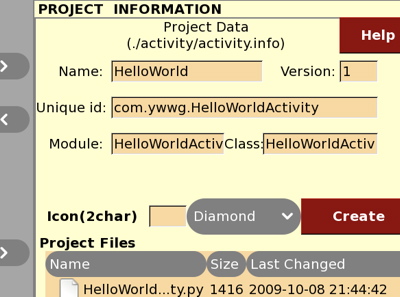 PROJECT INFORMATION
Project Data
(./activity/activity.info)
Help
Name: HelloWorld Version: 1
Unique id: com.ywwg.HelloWorldActivity
Module: HelloWorldActiv Class: HelloWorldActiv
Icon(2char) Diamond Create
Project Files
Name Size Last Changed
HelloWorld...ty.py 1416 2009-10-08 21:44:42